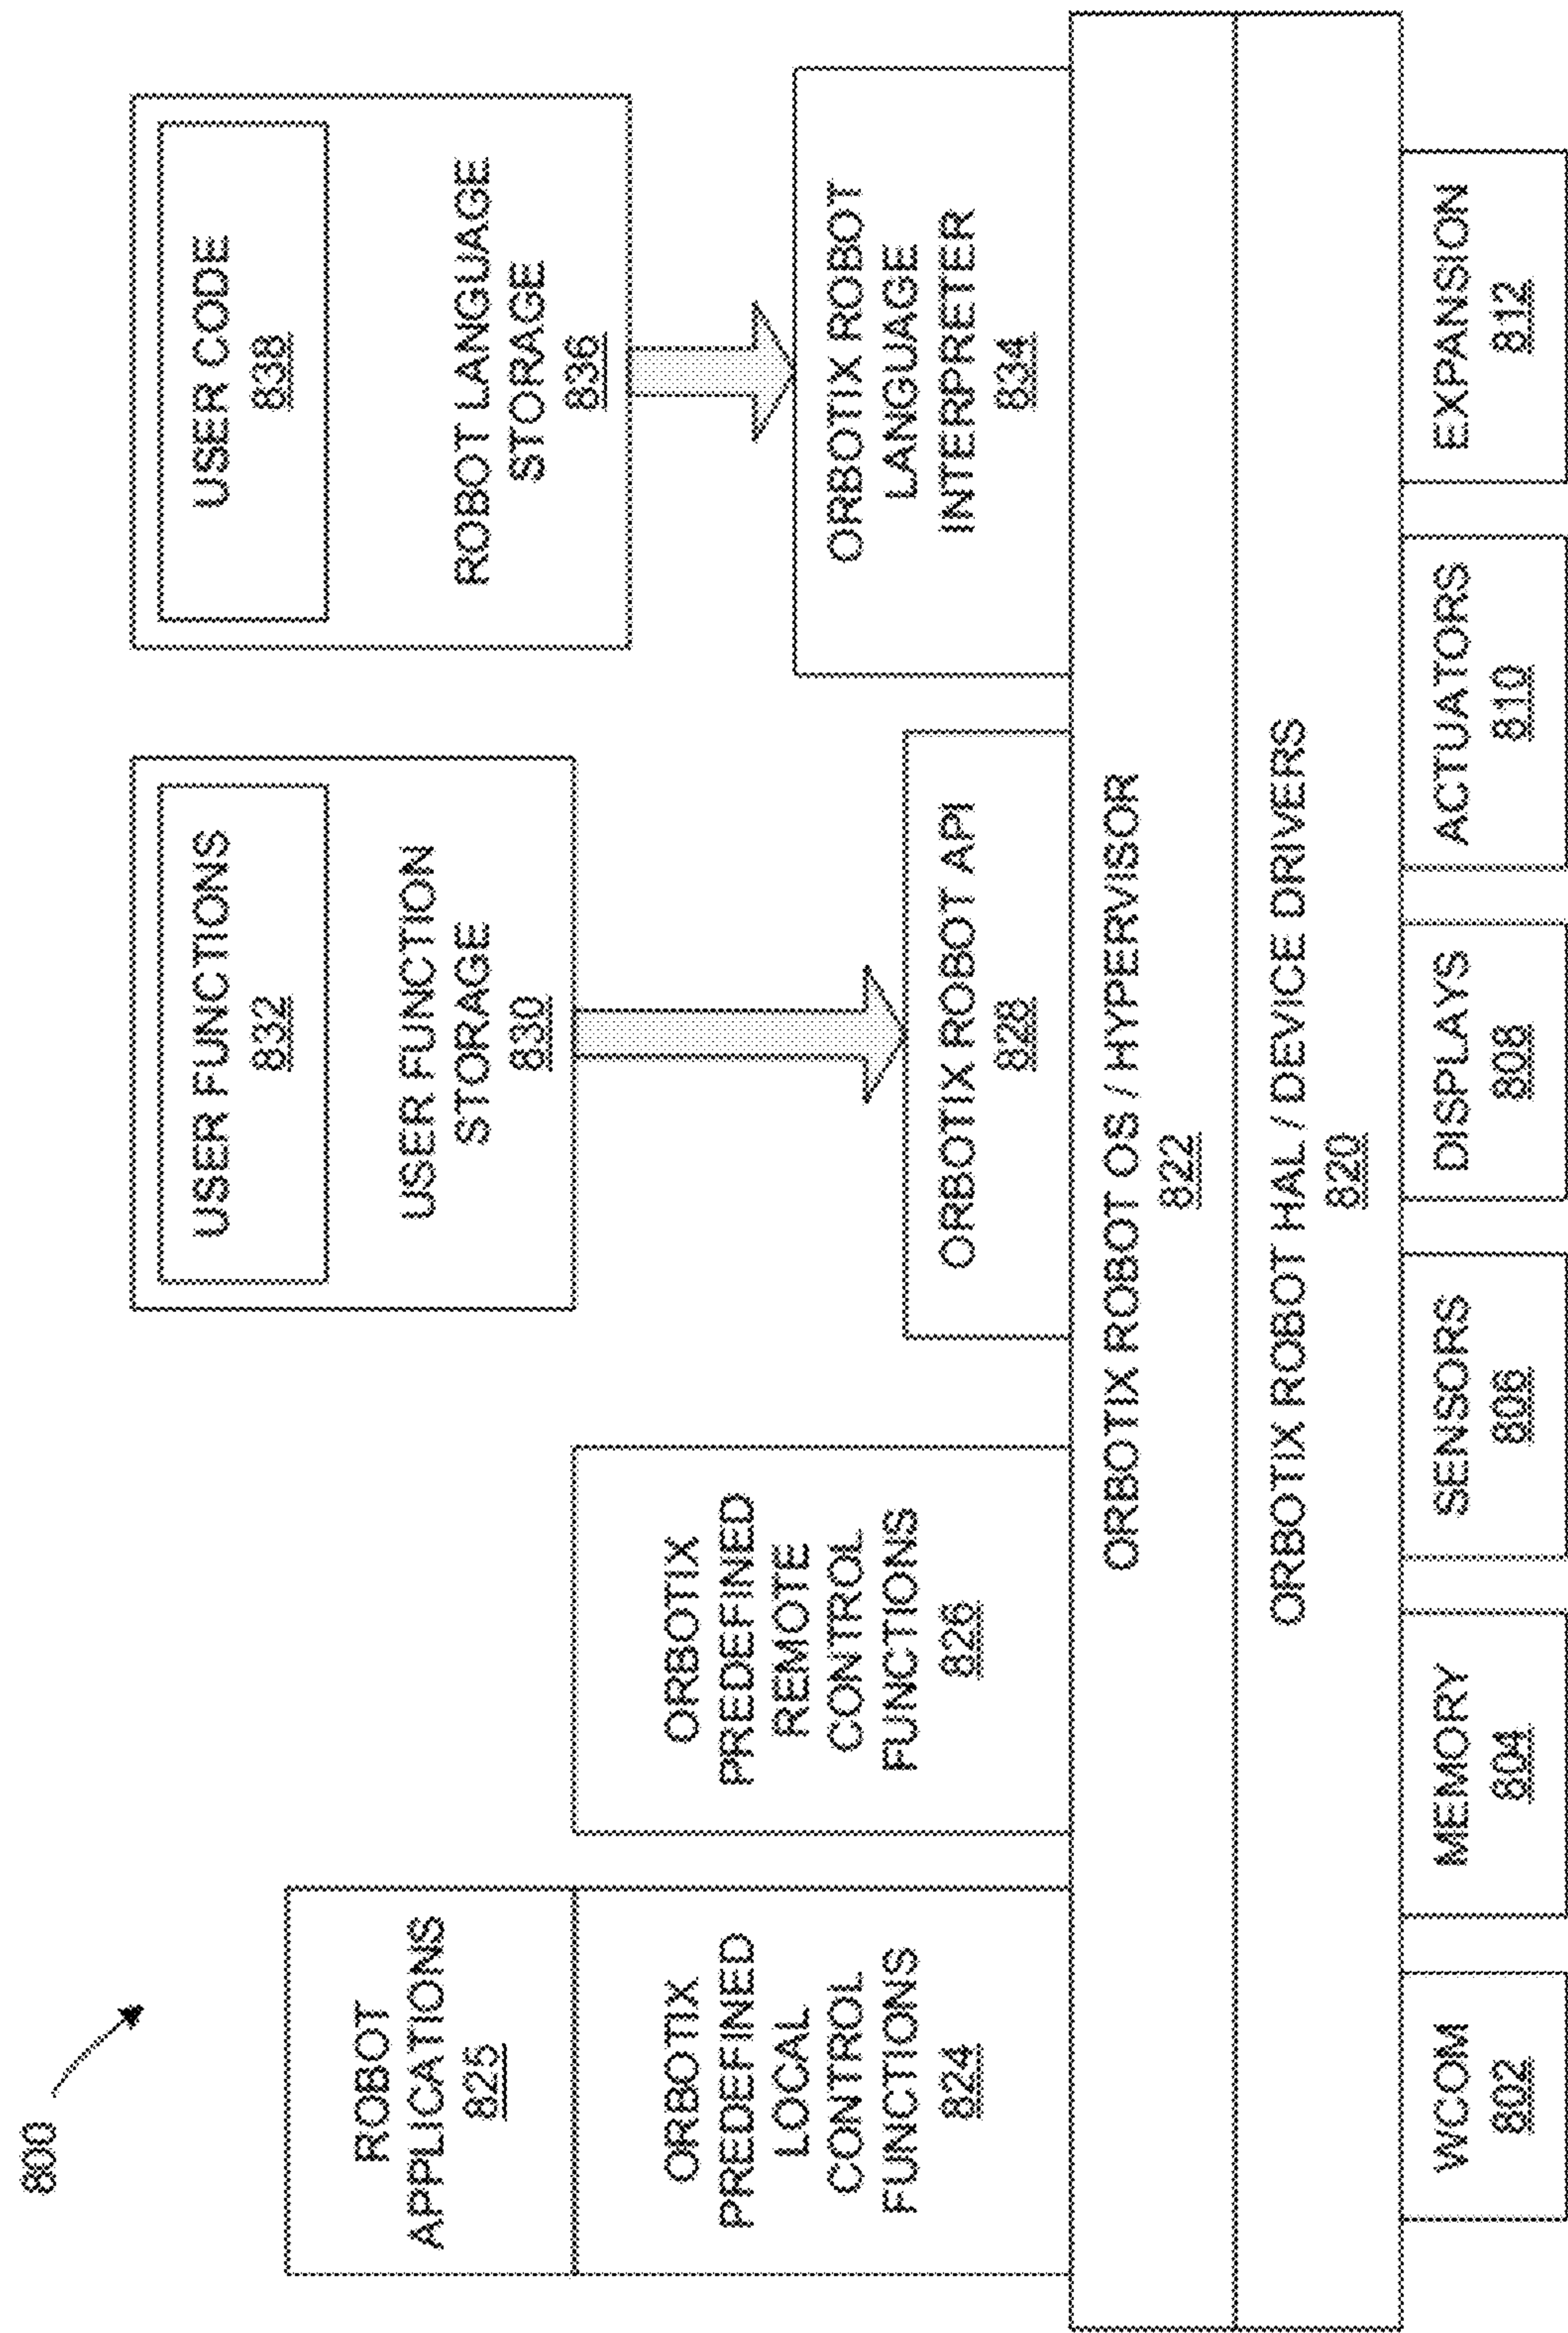 800
ROBOT
APPLICATIONS
825
ORBOTIX
PREDEFINED
LOCAL
CONTROL
FUNCTIONS
824
ORBOTIX
PREDEFINED
REMOTE
CONTROL
FUNCTIONS
826
USER FUNCTIONS
832
USER FUNCTION
STORAGE
830
ORBOTIX ROBOT API
828
USER CODE
838
ROBOT LANGUAGE
STORAGE
836
ORBOTIX ROBOT
LANGUAGE
INTERPRETER
834
ORBOTIX ROBOT OS / HYPERVISOR
822
ORBOTIX ROBOT HAL / DEVICE DRIVERS
820
WCOM
802
MEMORY
804
SENSORS
806
DISPLAYS
808
ACTUATORS
810
EXPANSION
812